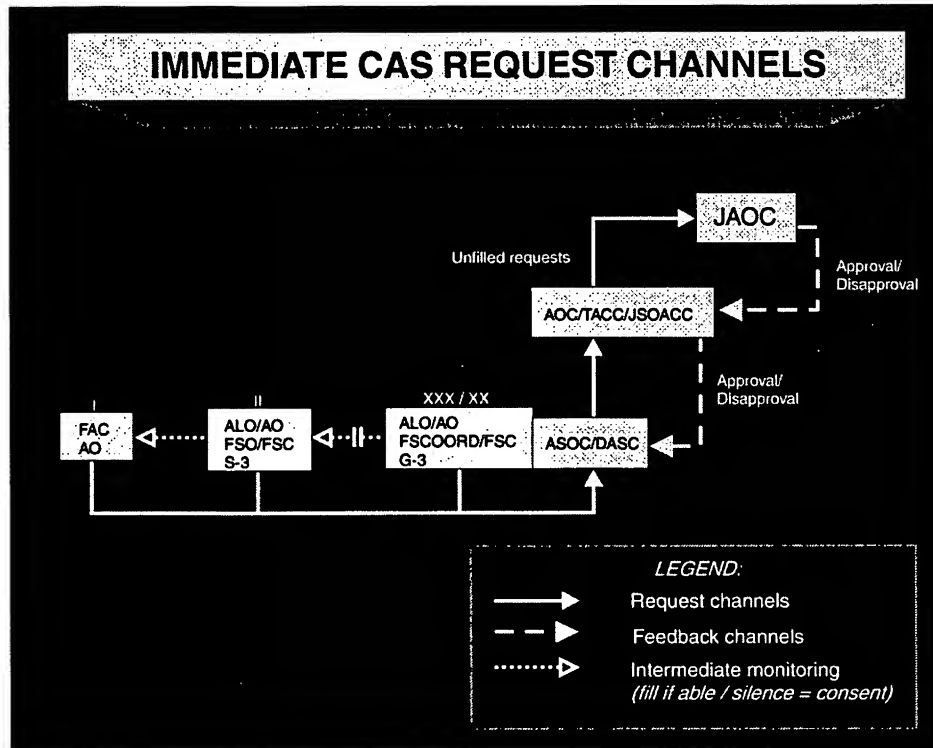 IMMEDIATE CAS REQUEST CHANNELS
JAOC
Unfilled requests
Approval/
Disapproval
AOC/TACC/JSOACC
Approval/
Disapproval
I
II
XXX / XX
FAC
AO
ALO/AO
FSO/FSC
S-3
ALO/AO
FSCOORD/FSC
G-3
ASOC/DASC
LEGEND:
Request channels
Feedback channels
Intermediate monitoring
(fill if able / silence = consent)